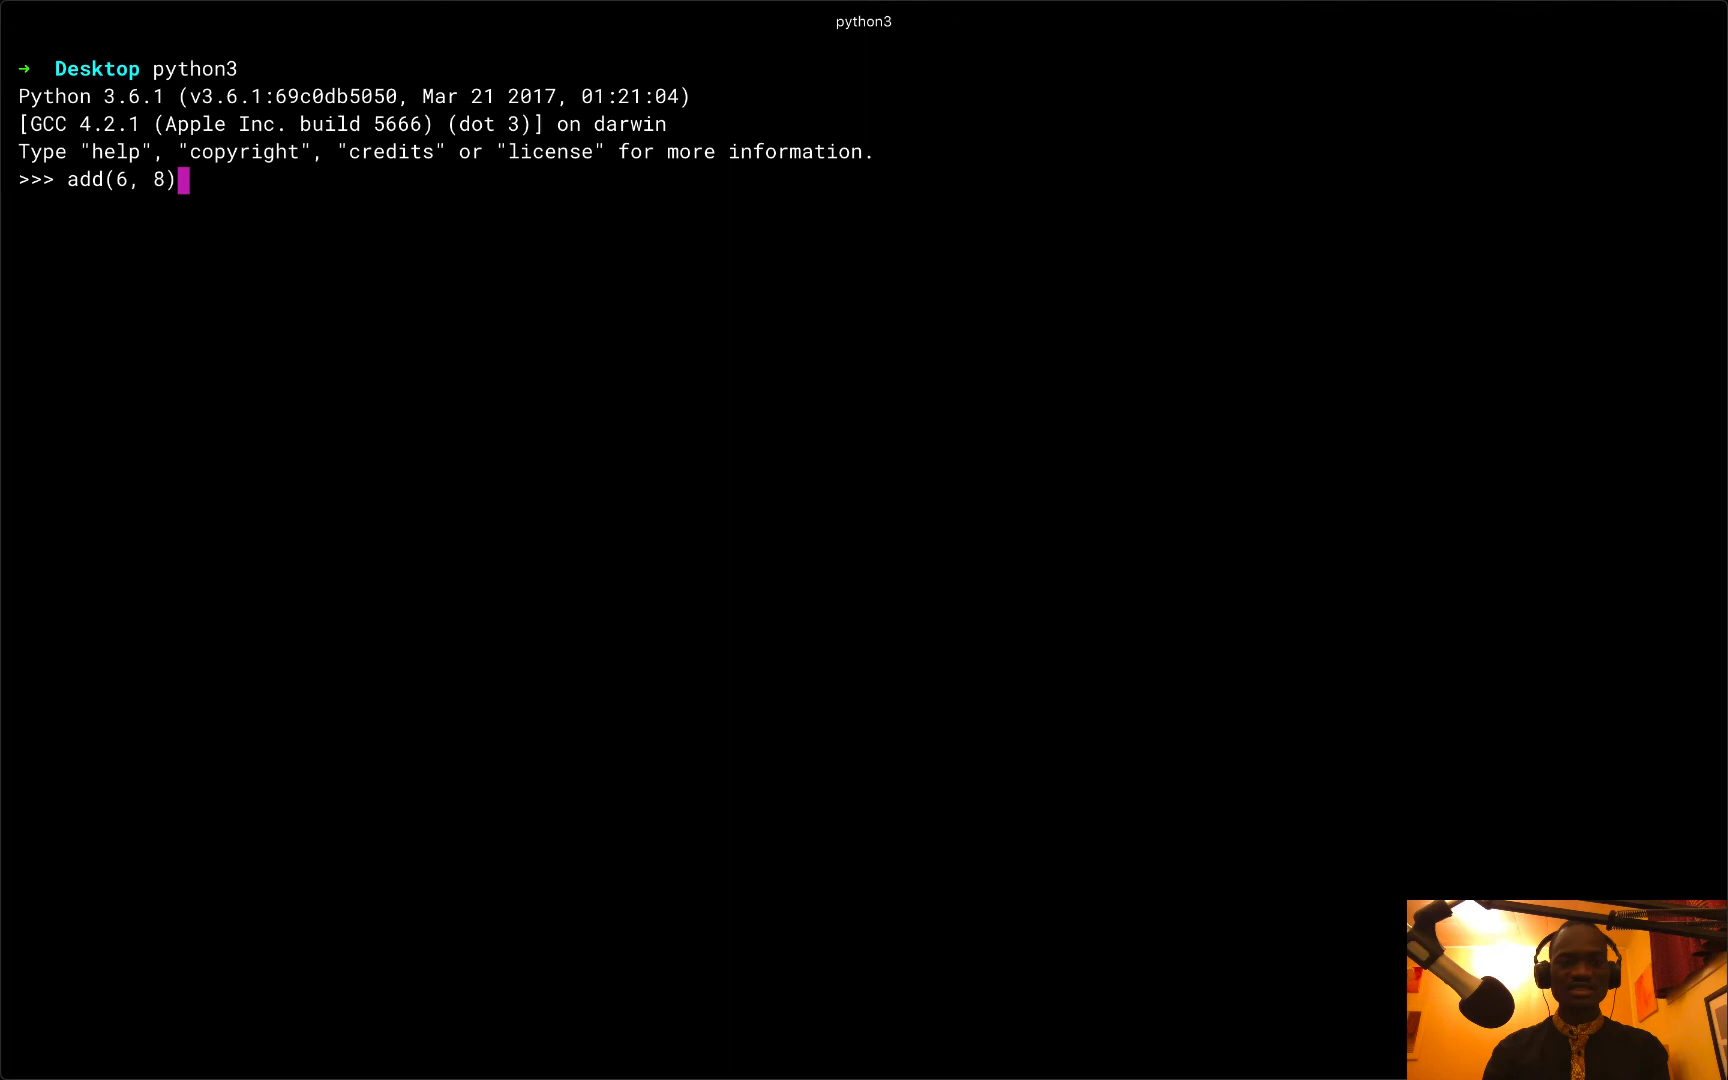 python3
→ Desktop python3
Python 3.6.1 (v3.6.1:69c0db5050, Mar 21 2017, 01:21:04)
[GCC 4.2.1 (Apple Inc. build 5666) (dot 3)] on darwin
Type "help", "copyright", "credits" or "license" for more information.
>>> add(6, 8)